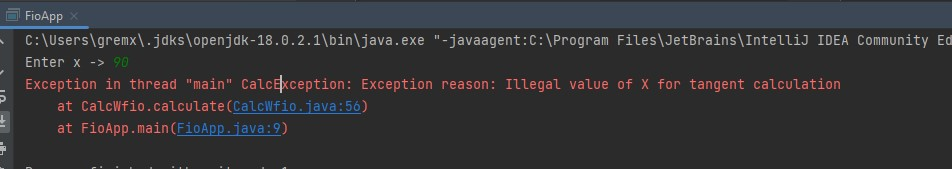 FioApp ×
C:\Users\gremx\.jdks\openjdk-18.0.2.1\bin\java.exe "-javaagent:C:\Program Files\JetBrains\IntelliJ IDEA Community Ed
Enter x -> 90
Exception in thread "main" CalcException: Exception reason: Illegal value of X for tangent calculation
at CalcWfio.calculate(CalcWfio.java:56)
at FioApp.main(FioApp.java:9)